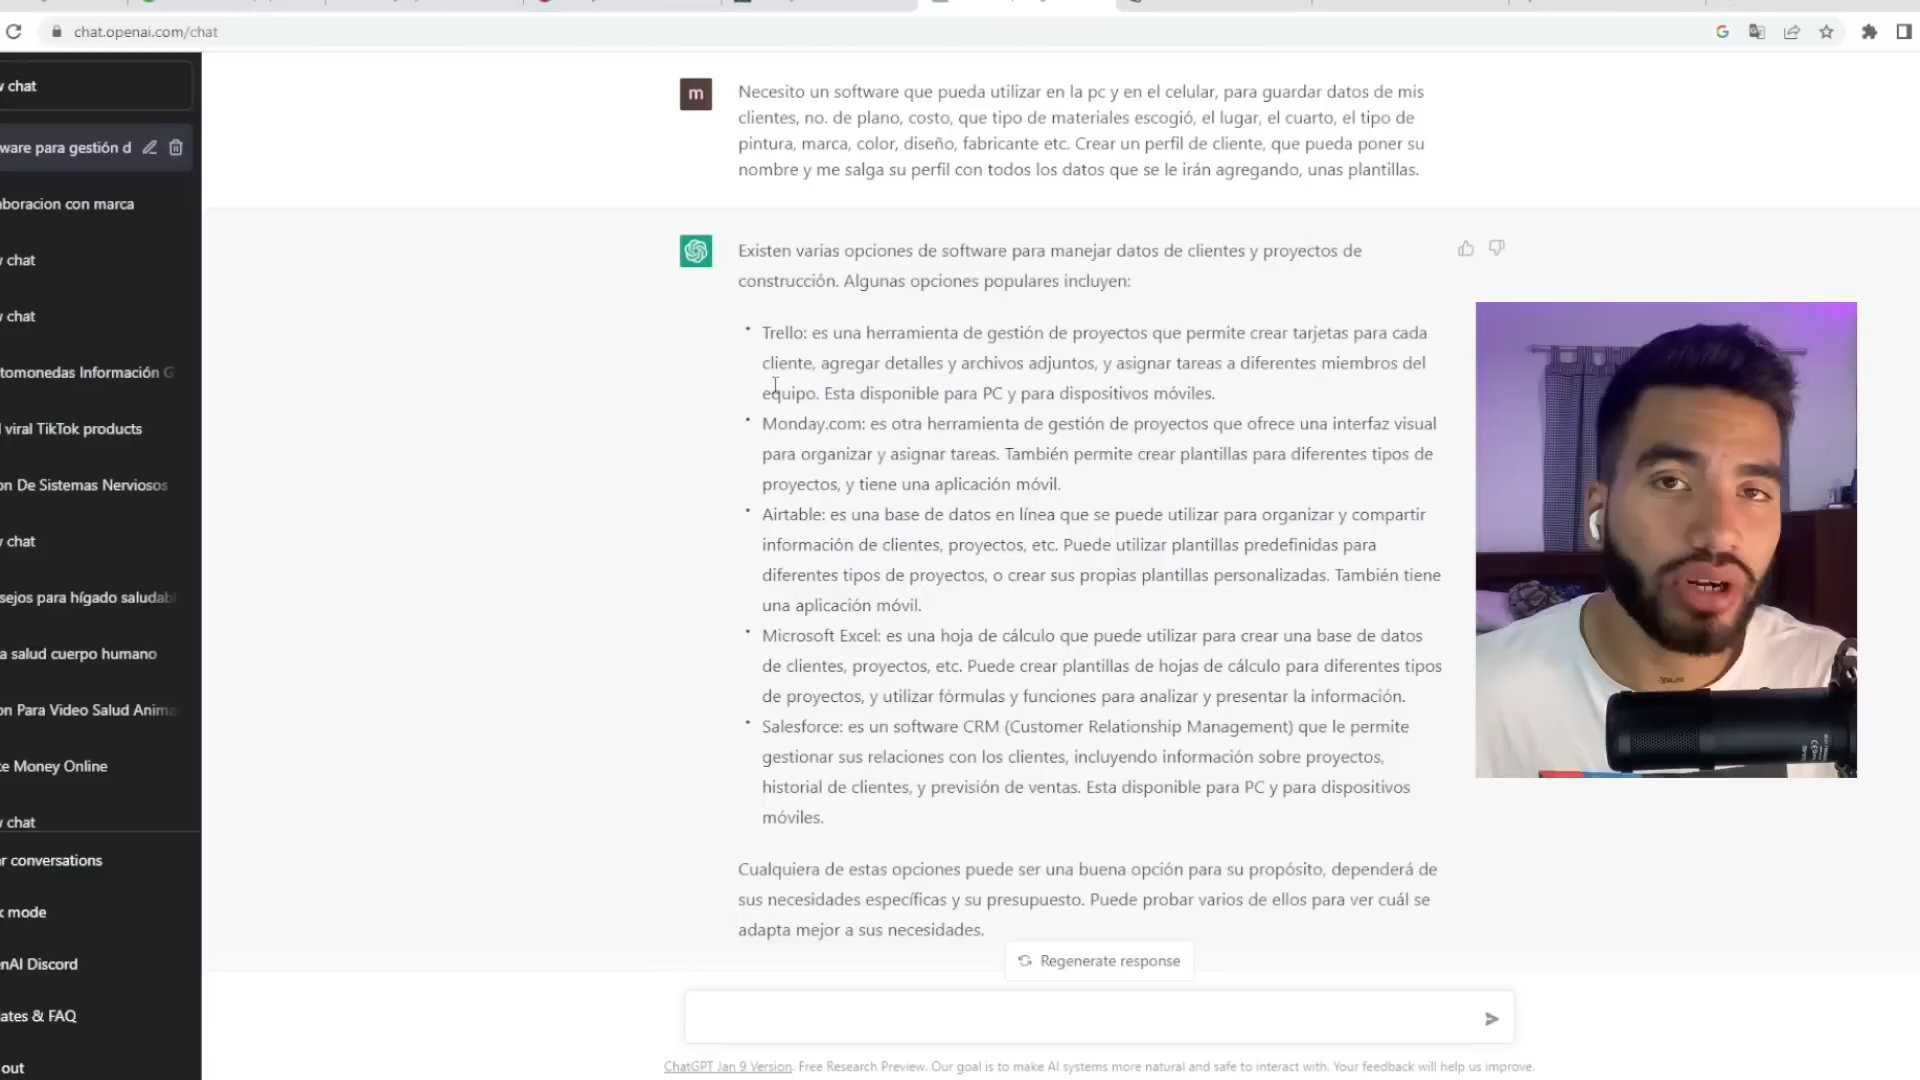 chat.openai.com/chat
chat
m
Necesito un software que pueda utilizar en la pc y en el celular, para guardar datos de mis
clientes, no. de plano, costo, que tipo de materiales escogió, el lugar, el cuarto, el tipo de
pintura, marca, color, diseño, fabricante etc. Crear un perfil de cliente, que pueda poner su
nombre y me salga su perfil con todos los datos que se le irán agregando, unas plantillas.
ware para gestión d
aboracion con marca
chat
chat
tomonedas Información G
viral TikTok products
on De Sistemas Nerviosos
chat
sejos para hígado saludabi
a salud cuerpo humano
on Para Video Salud Anima
ke Money Online
chat
ar conversations
k mode
enAI Discord
ates & FAQ
out
Existen varias opciones de software para manejar datos de clientes y proyectos de
construcción. Algunas opciones populares incluyen:
• Trello: es una herramienta de gestión de proyectos que permite crear tarjetas para cada
cliente, agregar detalles y archivos adjuntos, y asignar tareas a diferentes miembros del
equipo. Esta disponible para PC y para dispositivos móviles.
• Monday.com: es otra herramienta de gestión de proyectos que ofrece una interfaz visual
para organizar y asignar tareas. También permite crear plantillas para diferentes tipos de
proyectos, y tiene una aplicación móvil.
• Airtable: es una base de datos en línea que se puede utilizar para organizar y compartir
información de clientes, proyectos, etc. Puede utilizar plantillas predefinidas para
diferentes tipos de proyectos, o crear sus propias plantillas personalizadas. También tiene
una aplicación móvil.
• Microsoft Excel: es una hoja de cálculo que puede utilizar para crear una base de datos
de clientes, proyectos, etc. Puede crear plantillas de hojas de cálculo para diferentes tipos
de proyectos, y utilizar fórmulas y funciones para analizar y presentar la información.
• Salesforce: es un software CRM (Customer Relationship Management) que le permite
gestionar sus relaciones con los clientes, incluyendo información sobre proyectos,
historial de clientes, y previsión de ventas. Esta disponible para PC y para dispositivos
móviles.
Cualquiera de estas opciones puede ser una buena opción para su propósito, dependerá de
sus necesidades específicas y su presupuesto. Puede probar varios de ellos para ver cuál se
adapta mejor a sus necesidades.
Regenerate response
ChatGPT Jan 9 Version. Free Research Preview. Our goal is to make AI systems more natural and safe to interact with. Your feedback will help us improve.